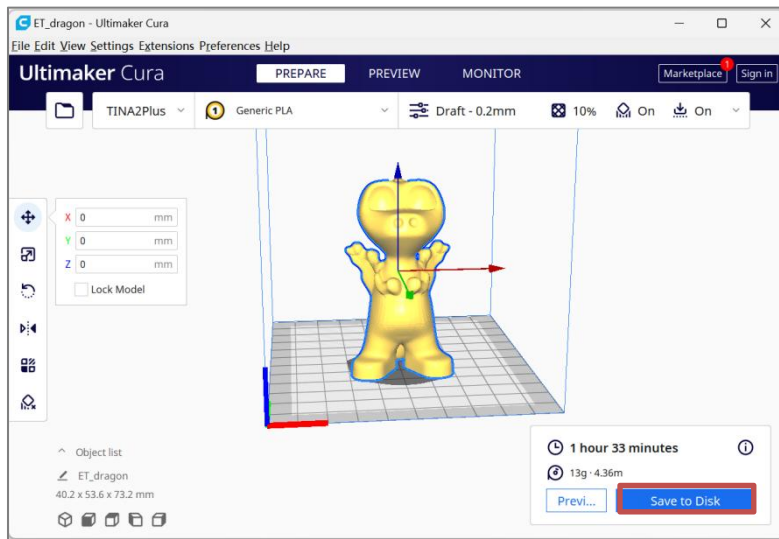 ET_dragon - Ultimaker Cura
File Edit View Settings Extensions Preferences Help
Ultimaker Cura PREPARE PREVIEW MONITOR Marketplace 1 Sign in
TINA2Plus 1 Generic PLA Draft - 0.2mm 10% On On
X 0 mm
Y 0 mm
Z 0 mm
Lock Model
Object list
ET_dragon
40.2 x 53.6 x 73.2 mm
1 hour 33 minutes
13g · 4.36m
Previ... Save to Disk